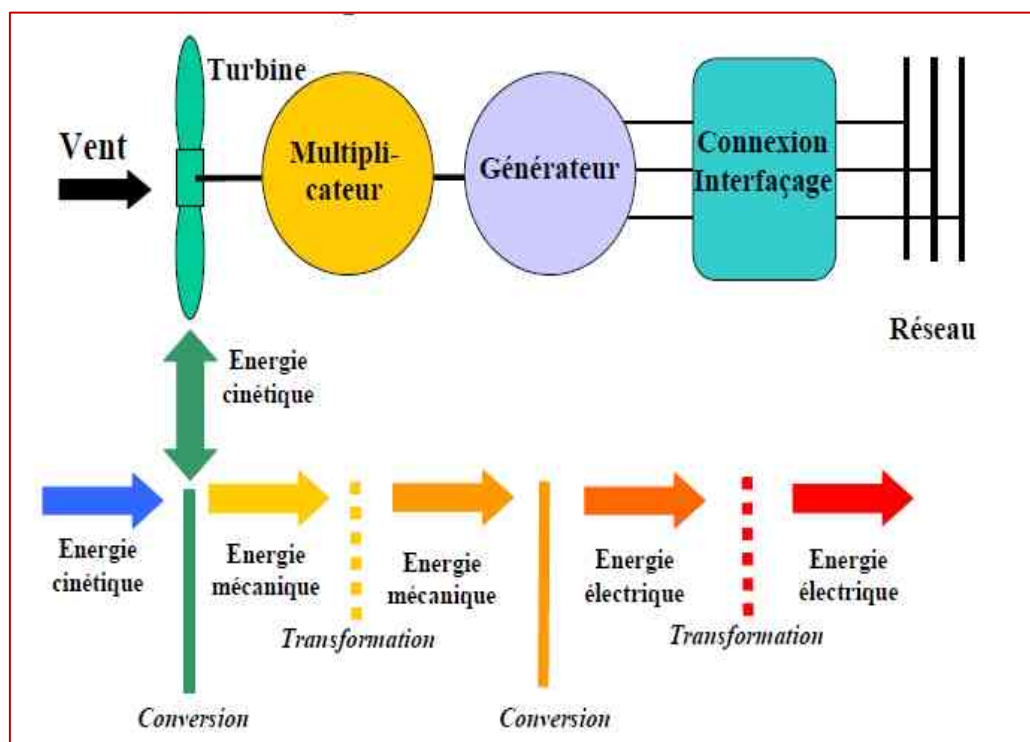 Turbine
Vent
Multipli-
cateur
Générateur
Connexion
Interfaçage
Réseau
Energie
cinétique
Energie
cinétique
Energie
mécanique
Transformation
Energie
mécanique
Energie
électrique
Transformation
Energie
électrique
Conversion
Conversion